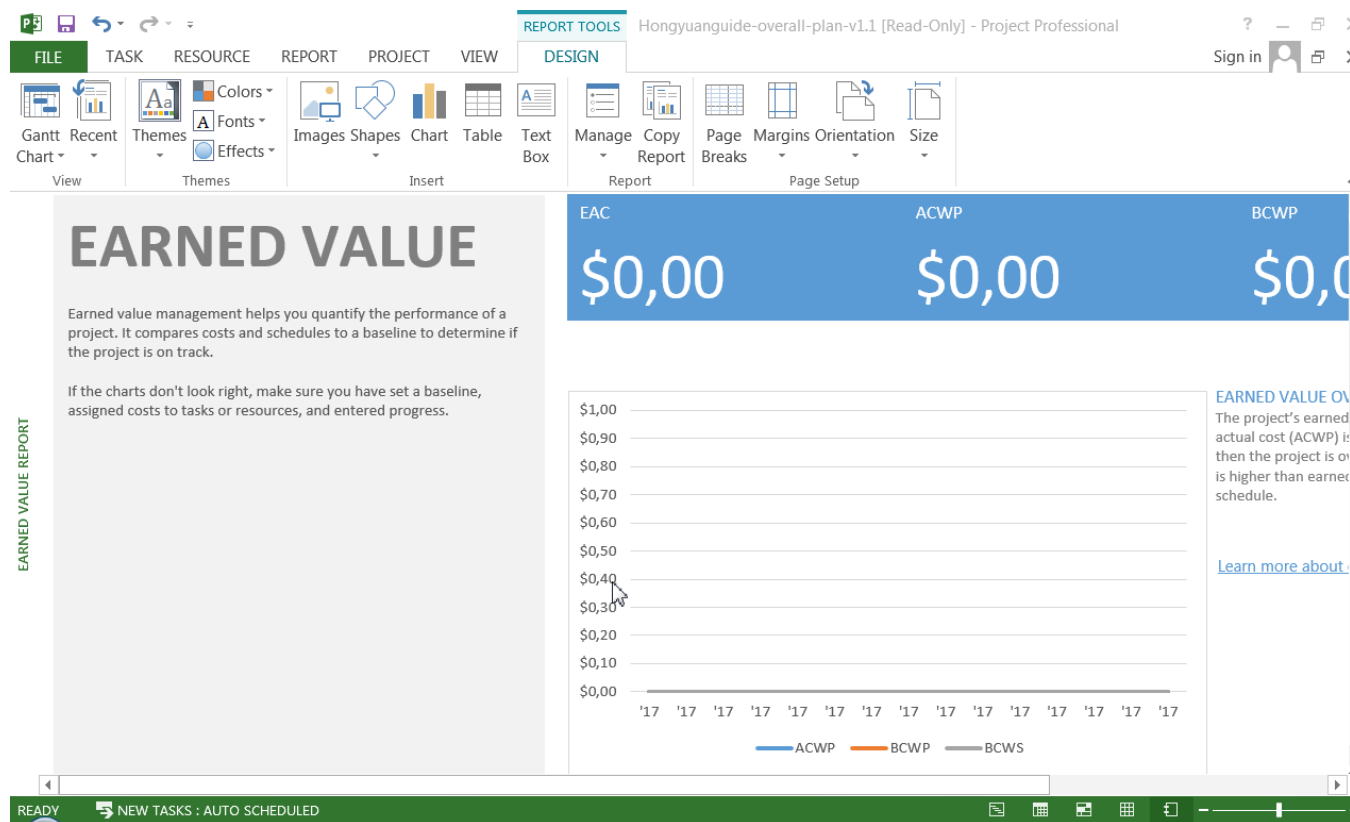 REPORT TOOLS
Hongyuanguide-overall-plan-v1.1 [Read-Only] - Project Professional
?
FILE TASK RESOURCE REPORT PROJECT VIEW DESIGN
Sign in
Gantt Chart
Recent
View
Themes
Colors
Fonts
Effects
Themes
Images
Shapes
Chart
Table
Text Box
Insert
Manage
Copy Report
Report
Page Breaks
Margins
Orientation
Size
Page Setup
EARNED VALUE REPORT
EARNED VALUE
Earned value management helps you quantify the performance of a
project. It compares costs and schedules to a baseline to determine if
the project is on track.
If the charts don't look right, make sure you have set a baseline,
assigned costs to tasks or resources, and entered progress.
EAC
$0,00
ACWP
$0,00
BCWP
$0,0
$1,00
$0,90
$0,80
$0,70
$0,60
$0,50
$0,40
$0,30
$0,20
$0,10
$0,00
'17 '17 '17 '17 '17 '17 '17 '17 '17 '17 '17 '17 '17 '17 '17
ACWP BCWP BCWS
EARNED VALUE
The project's earned
actual cost (ACWP) is
then the project is
is higher than earned
schedule.
Learn more about
READY
NEW TASKS : AUTO SCHEDULED